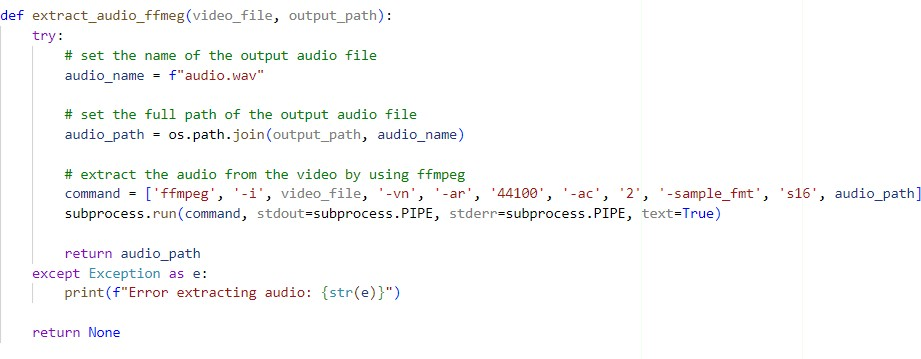 def extract_audio_ffmeg(video_file, output_path):
    try:
        # set the name of the output audio file
        audio_name = f"audio.wav"

        # set the full path of the output audio file
        audio_path = os.path.join(output_path, audio_name)

        # extract the audio from the video by using ffmpeg
        command = ['ffmpeg', '-i', video_file, '-vn', '-ar', '44100', '-ac', '2', '-sample_fmt', 's16', audio_path]
        subprocess.run(command, stdout=subprocess.PIPE, stderr=subprocess.PIPE, text=True)

        return audio_path
    except Exception as e:
        print(f"Error extracting audio: {str(e)}")

    return None